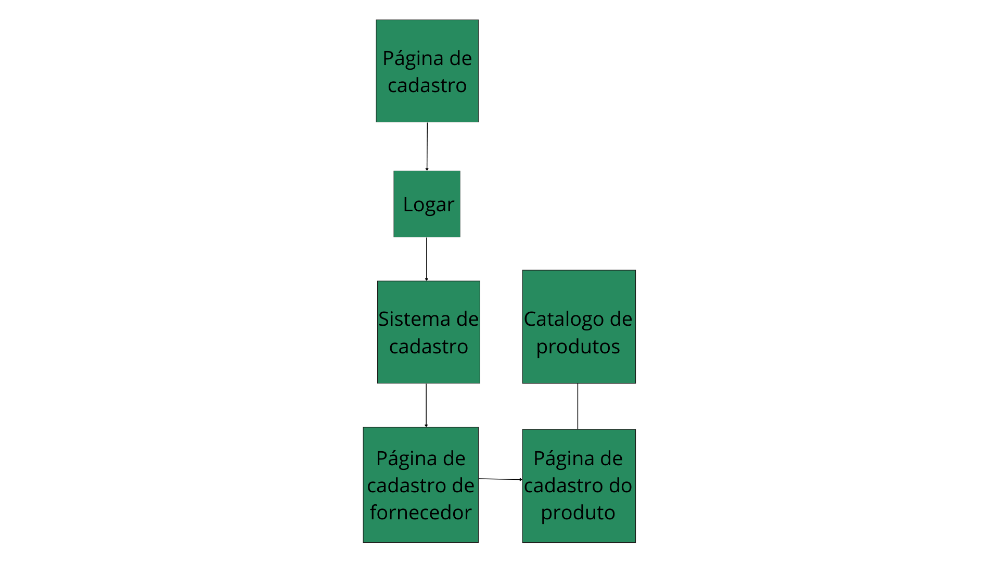 Página de
cadastro
Logar
Sistema de
cadastro
Catalogo de
produtos
Página de
cadastro de
fornecedor
Página de
cadastro do
produto